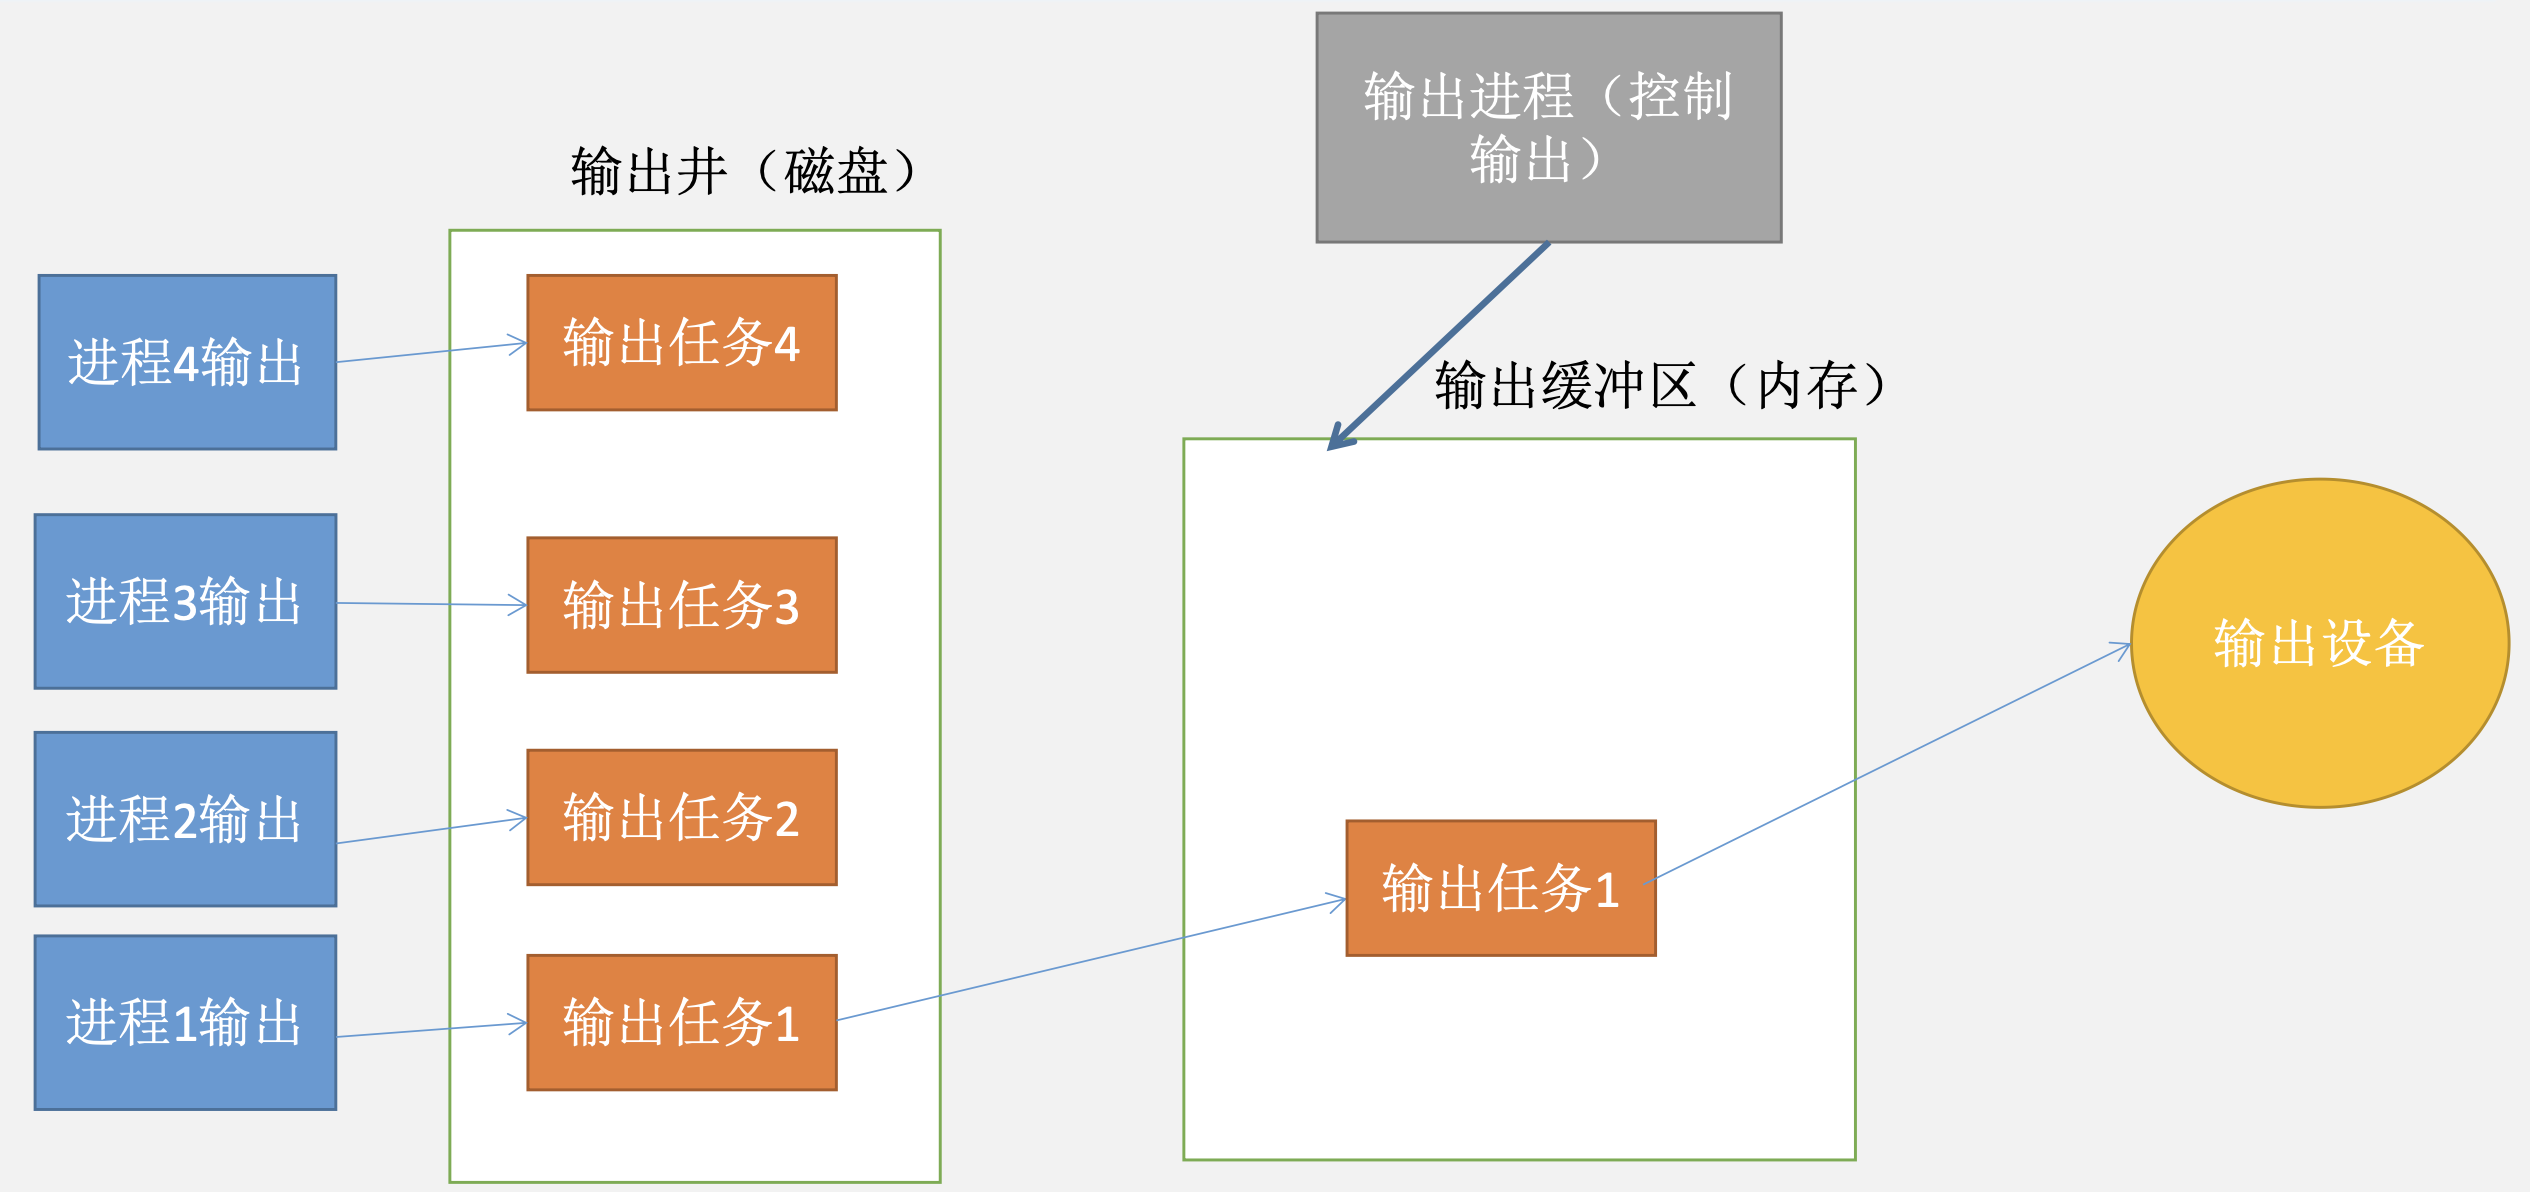 输出进程（控制
输出）
输出井（磁盘）
进程4输出
输出任务4
输出缓冲区（内存）
进程3输出
输出任务3
输出设备
进程2输出
输出任务2
输出任务1
进程1输出
输出任务1